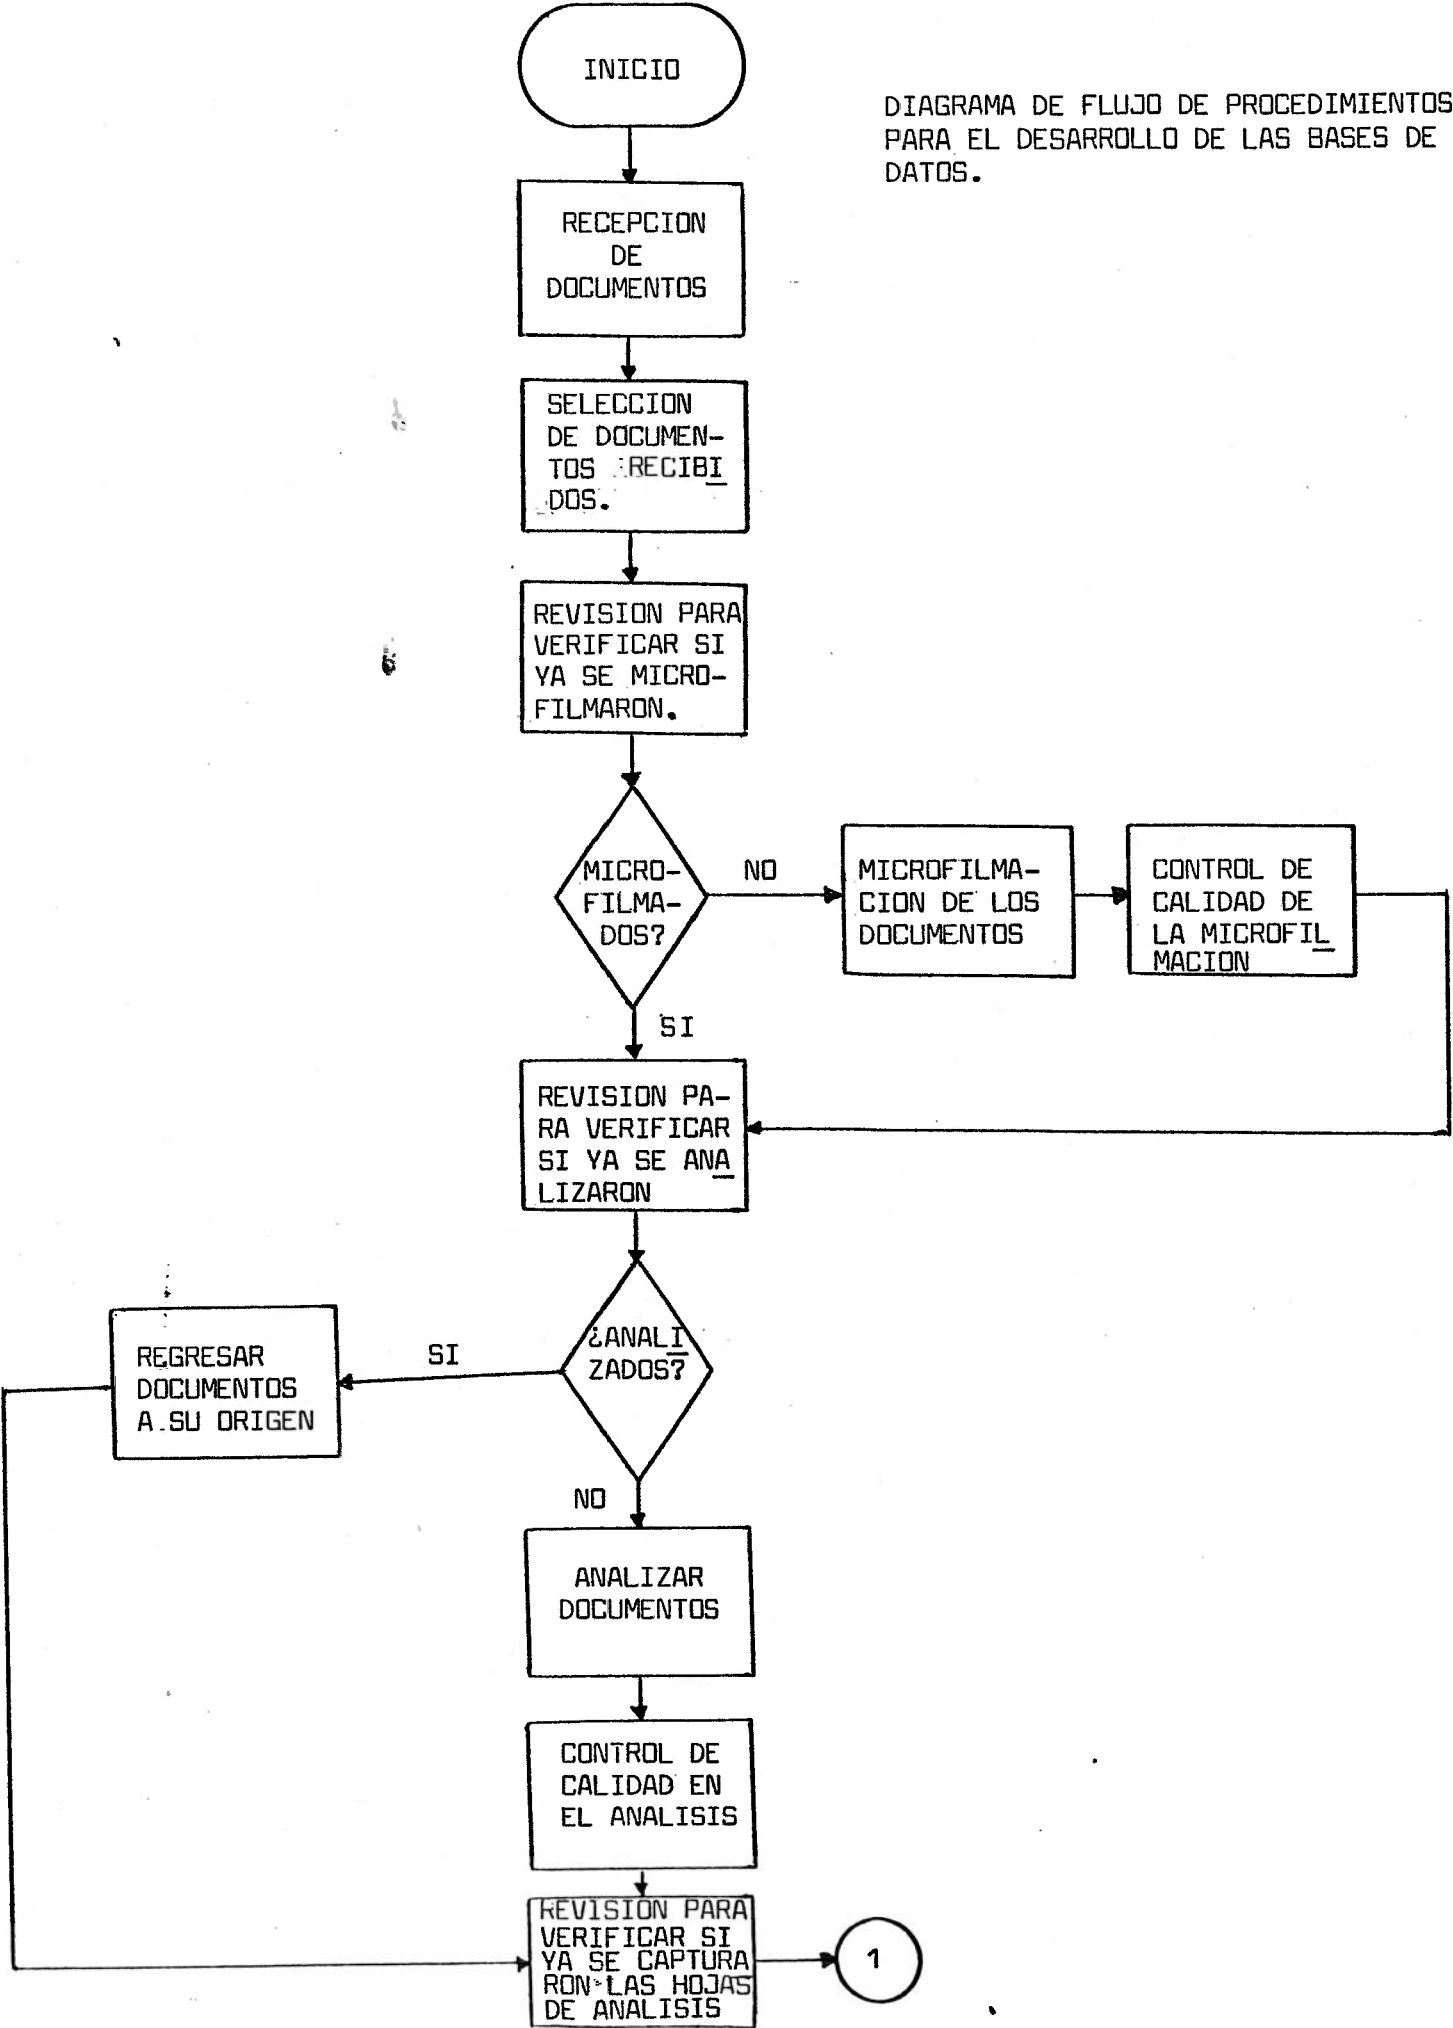 INICIO
DIAGRAMA DE FLUJO DE PROCEDIMIENTOS
PARA EL DESARROLLO DE LAS BASES DE
DATOS.
RECEPCION
DE
DOCUMENTOS
SELECCION
DE DOCUMEN-
TOS RECIBI
DOS.
REVISION PARA
VERIFICAR SI
YA SE MICRO-
FILMARON.
MICRO-
FILMA-
DOS?
NO
MICROFILMA-
CION DE LOS
DOCUMENTOS
CONTROL DE
CALIDAD DE
LA MICROFIL
MACION
SI
REVISION PA-
RA VERIFICAR
SI YA SE ANA
LIZARON
¿ANALI
ZADOS?
SI
REGRESAR
DOCUMENTOS
A SU ORIGEN
NO
ANALIZAR
DOCUMENTOS
CONTROL DE
CALIDAD EN
EL ANALISIS
REVISION PARA
VERIFICAR SI
YA SE CAPTURA
RON LAS HOJAS
DE ANALISIS
1